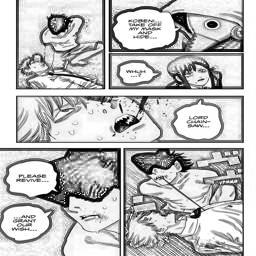 KOBENI...
TAKE OFF
MY MASK
AND
HIDE...
WHUH
...?
LORD
CHAIN-
SAW...
PLEASE
REVIVE...
...AND
GRANT
OUR
WISH...